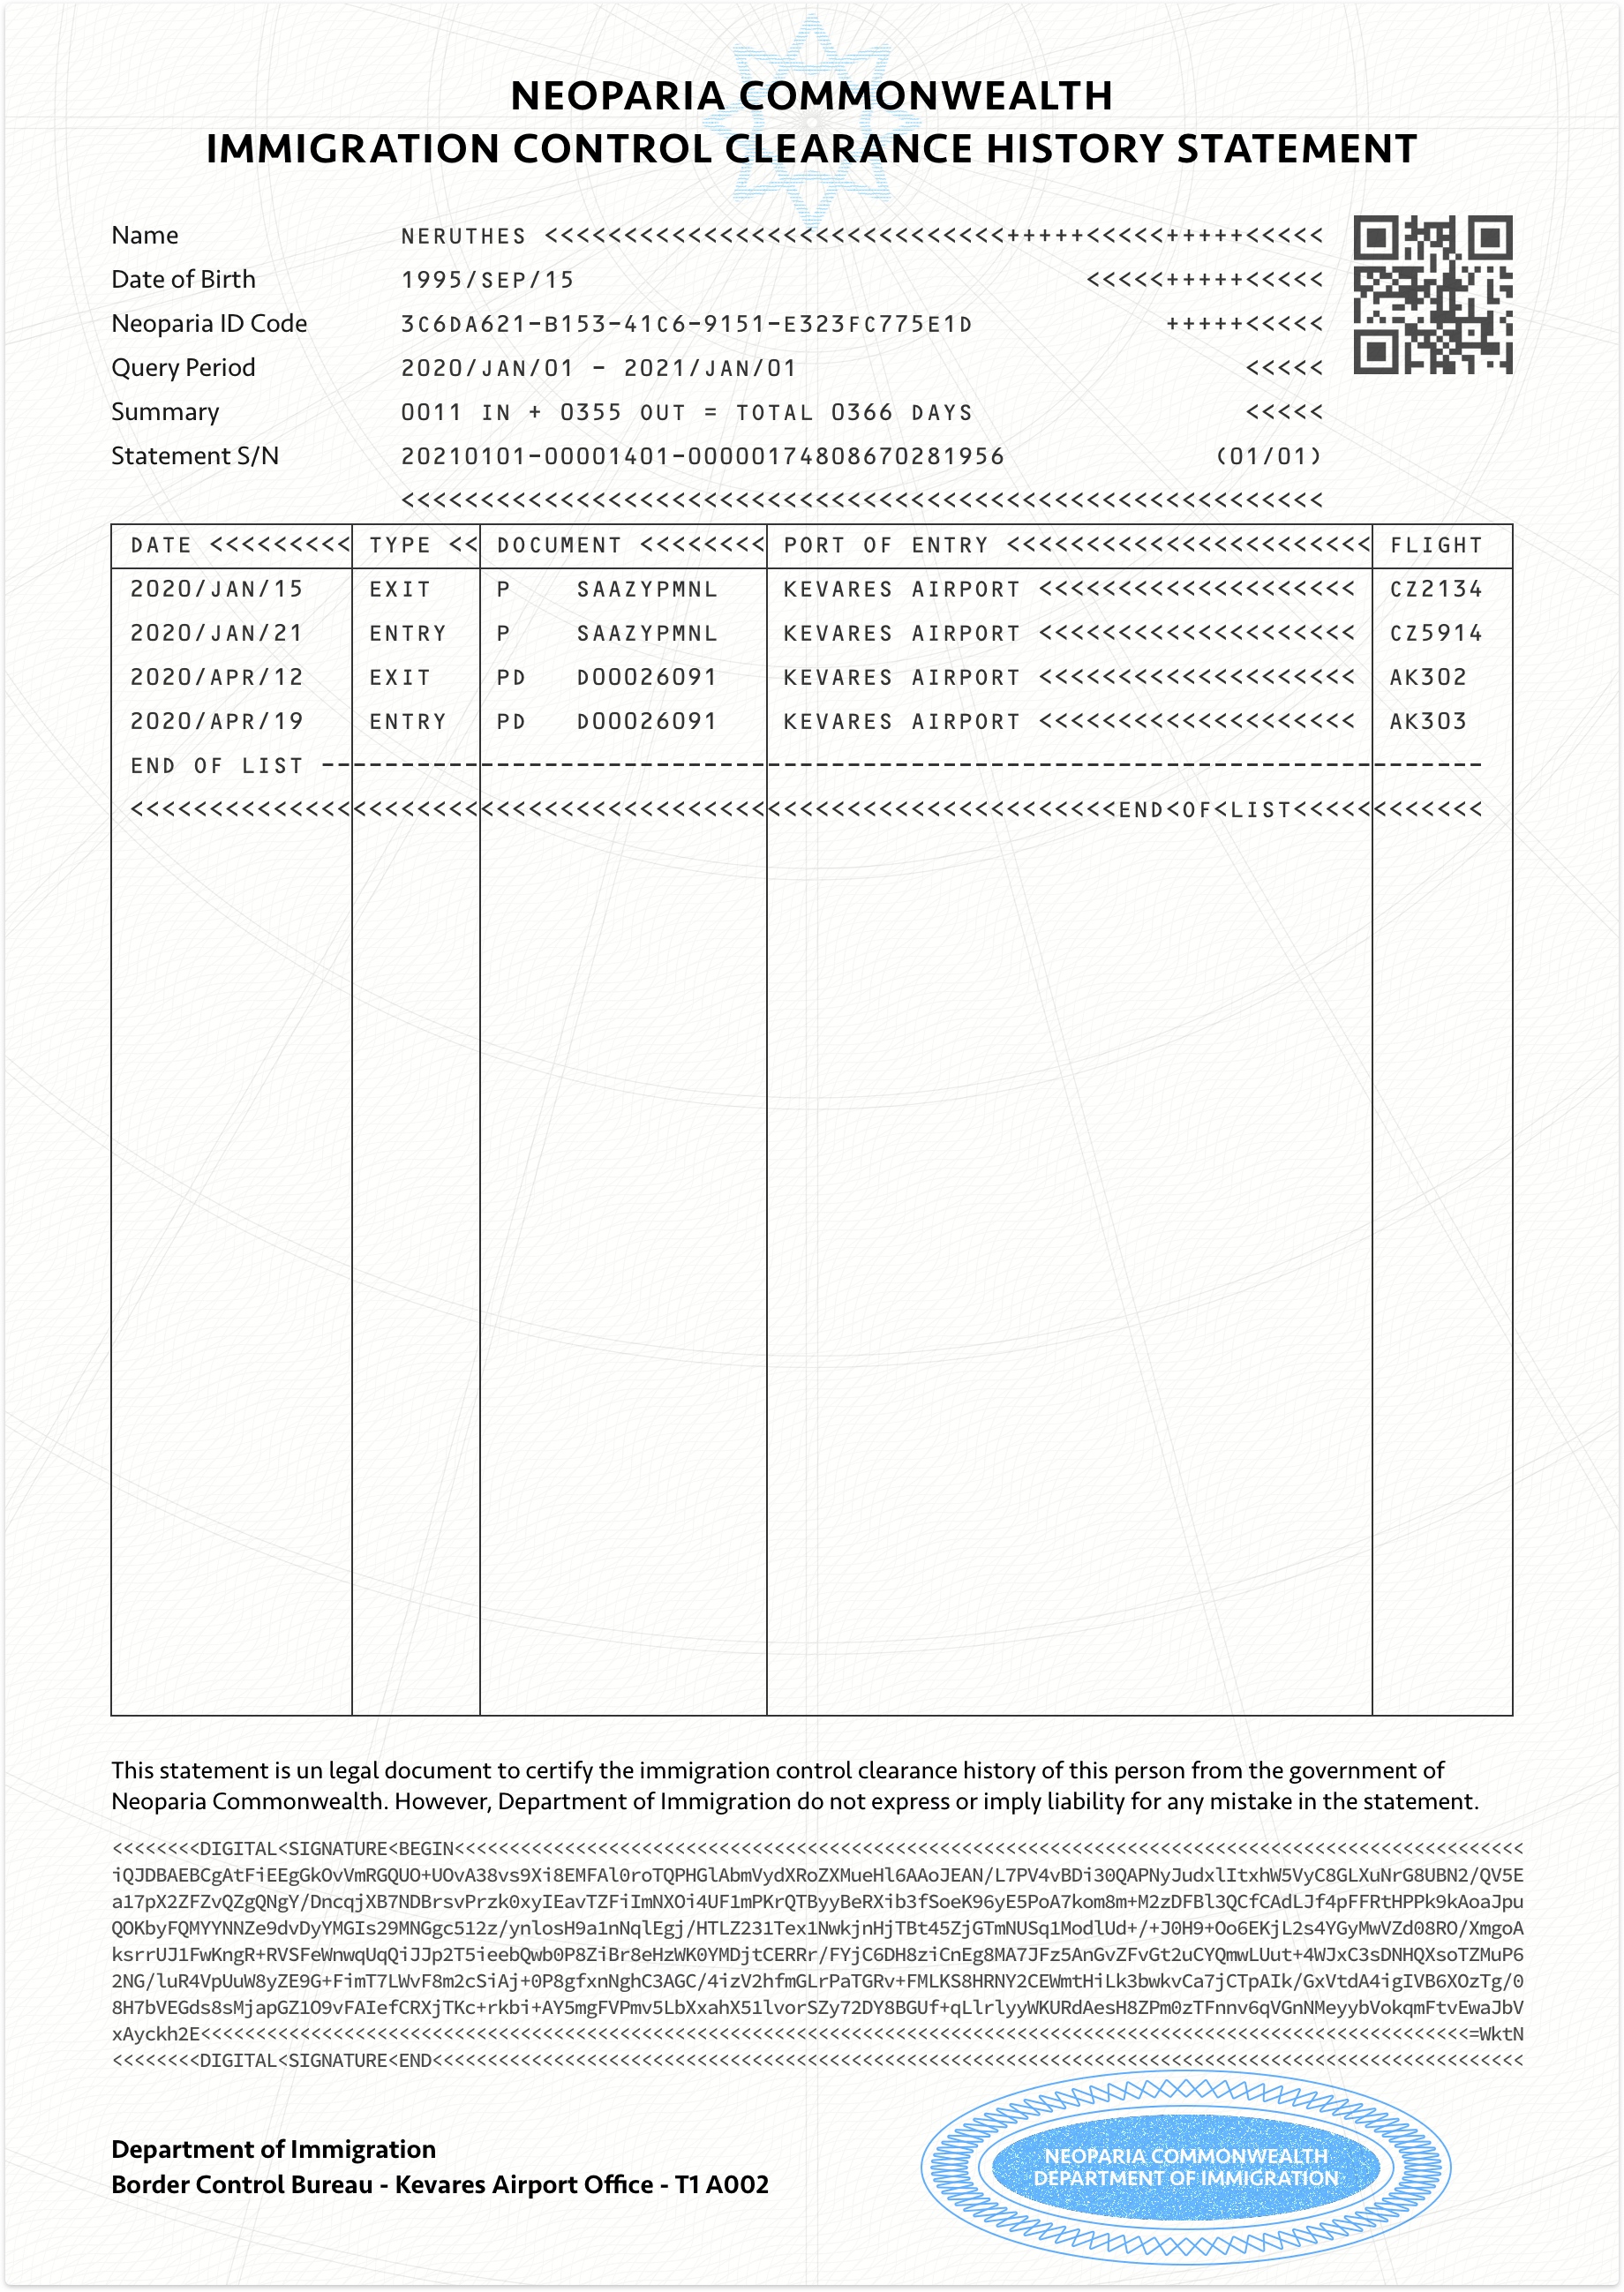 NEOPARIA COMMONWEALTH
IMMIGRATION CONTROL CLEARANCE HISTORY STATEMENT
Name NERUTHES <<<<<<<<<<<<<<<<<<<<<<<<<<<<<+++++<<<<<+++++<<<<<
Date of Birth 1995/SEP/15 <<<<<+++++<<<<<
Neoparia ID Code 3C6DA621-B153-41C6-9151-E323FC775E1D +++++<<<<<
Query Period 2020/JAN/01 - 2021/JAN/01 <<<<<
Summary 0011 IN + 0355 OUT = TOTAL 0366 DAYS <<<<<
Statement S/N 20210101-00001401-00000174808670281956 (01/01)
<<<<<<<<<<<<<<<<<<<<<<<<<<<<<<<<<<<<<<<<<<<<<<<<<<<<<<<<<<
DATE <<<<<<<<< TYPE << DOCUMENT <<<<<<<< PORT OF ENTRY <<<<<<<<<<<<<<<<<<<<<<< FLIGHT
2020/JAN/15 EXIT P SAAZYPMNL KEVARES AIRPORT <<<<<<<<<<<<<<<<<<<< CZ2134
2020/JAN/21 ENTRY P SAAZYPMNL KEVARES AIRPORT <<<<<<<<<<<<<<<<<<<< CZ5914
2020/APR/12 EXIT PD D00026091 KEVARES AIRPORT <<<<<<<<<<<<<<<<<<<< AK302
2020/APR/19 ENTRY PD D00026091 KEVARES AIRPORT <<<<<<<<<<<<<<<<<<<< AK303
END OF LIST -------------------------------------------------------------------------
<<<<<<<<<<<<<<<<<<<<<<<<<<<<<<<<<<<<<<<<<<<<<<<<<<<<<<<<<<<<<<END<OF<LIST<<<<<<<<<<<<
This statement is un legal document to certify the immigration control clearance history of this person from the government of
Neoparia Commonwealth. However, Department of Immigration do not express or imply liability for any mistake in the statement.
<<<<<<<<DIGITAL<SIGNATURE<BEGIN<<<<<<<<<<<<<<<<<<<<<<<<<<<<<<<<<<<<<<<<<<<<<<<<<<<<<<<<<<<<<<<<<<<<<<<<<<<<<<<<<<<<<<<<<<<<<<<<<
iQJDBAEBCgAtFiEEgGkOvVmRGQUO+UOvA38vs9Xi8EMFAl0roTQPHGlAbmVydXRoZXMueHl6AAoJEAN/L7PV4vBDi30QAPNyJudxlItxhW5VyC8GLXuNrG8UBN2/QV5E
a17pX2ZFZvQZgQNgY/DncqjXB7NDBrsvPrzk0xyIEavTZFiImNXOi4UF1mPKrQTByyBeRXib3fSoeK96yE5PoA7kom8m+M2zDFBl3QCfCAdLJf4pFFRtHPPk9kAoaJpu
QOKbyFQMYYNNZe9dvDyYMGIs29MNGgc512z/ynlosH9a1nNqlEgj/HTLZ231Tex1NwkjnHjTBt45ZjGTmNUSq1ModlUd+/+J0H9+Oo6EKjL2s4YGyMwVZd08RO/XmgoA
ksrrUJ1FwKngR+RVSFeWnwqUqQiJJp2T5ieebQwb0P8ZiBr8eHzWK0YMDjtCERRr/FYjC6DH8ziCnEg8MA7JFz5AnGvZFvGt2uCYQmwLUut+4WJxC3sDNHQXsoTZMuP6
2NG/luR4VpUuW8yZE9G+FimT7LWvF8m2cSiAj+0P8gfxnNghC3AGC/4izV2hfmGLrPaTGRv+FMLKS8HRNY2CEWmtHiLk3bwkvCa7jCTpAIk/GxVtdA4igIVB6XOzTg/0
8H7bVEGds8sMjapGZ1O9vFAIefCRXjTKc+rkbi+AY5mgFVPmv5LbXxahX51lvorSZy72DY8BGUf+qLlrlyyWKURdAesH8ZPm0zTFnnv6qVGnNMeyybVokqmFtvEwaJbV
xAyckh2E<<<<<<<<<<<<<<<<<<<<<<<<<<<<<<<<<<<<<<<<<<<<<<<<<<<<<<<<<<<<<<<<<<<<<<<<<<<<<<<<<<<<<<<<<<<<<<<<<<<<<<<<<<<<<<<<<<<=WktN
<<<<<<<<DIGITAL<SIGNATURE<END<<<<<<<<<<<<<<<<<<<<<<<<<<<<<<<<<<<<<<<<<<<<<<<<<<<<<<<<<<<<<<<<<<<<<<<<<<<<<<<<<<<<<<<<<<<<<<<<<<<
Department of Immigration
Border Control Bureau - Kevares Airport Office - T1 A002
NEOPARIA COMMONWEALTH
DEPARTMENT OF IMMIGRATION